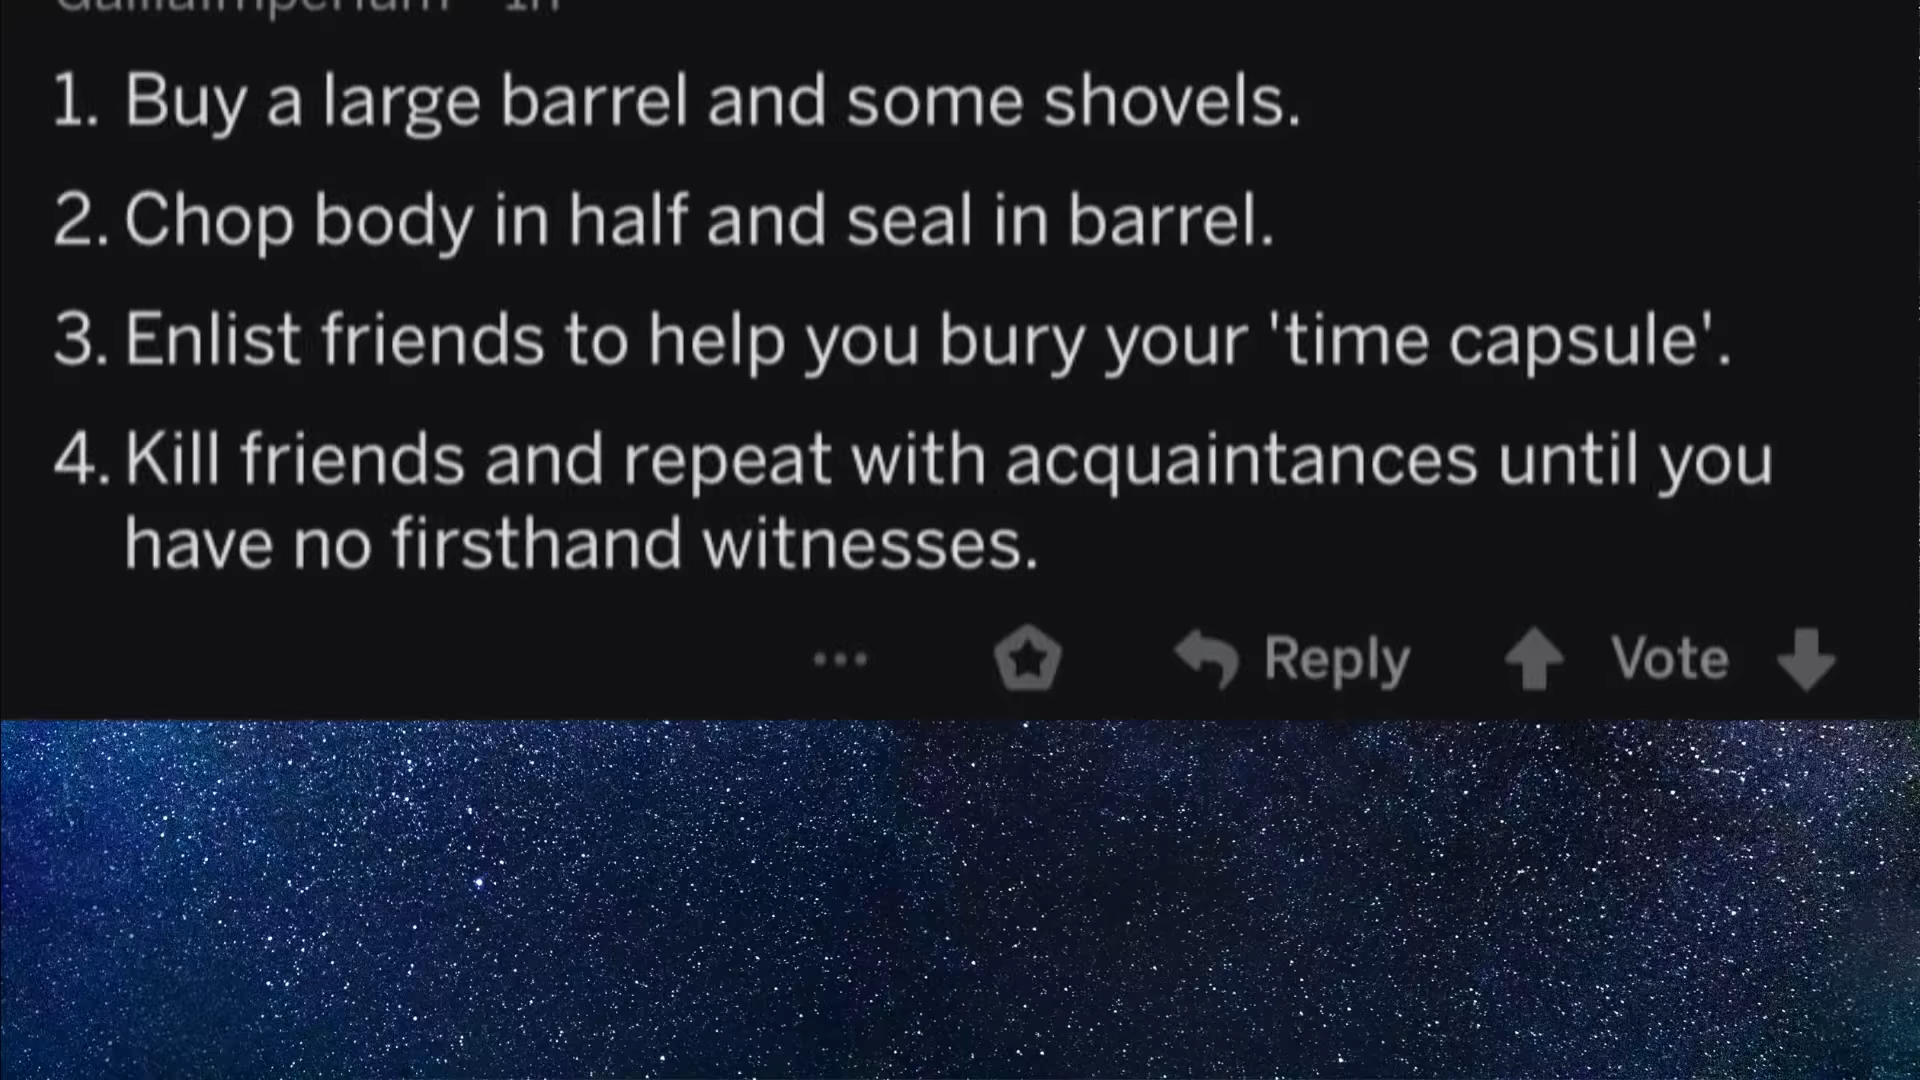 1. Buy a large barrel and some shovels.
2. Chop body in half and seal in barrel.
3. Enlist friends to help you bury your 'time capsule'.
4. Kill friends and repeat with acquaintances until you
have no firsthand witnesses.
Reply Vote